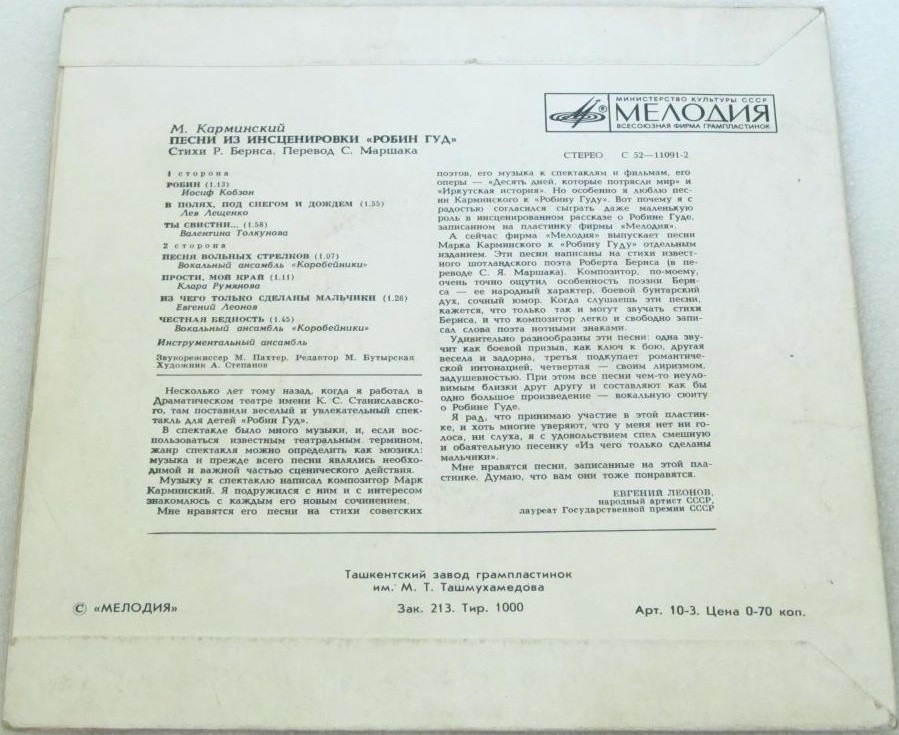 МИНИСТЕРСТВО КУЛЬТУРЫ СССР
МЕЛОДИЯ
ВСЕСОЮЗНАЯ ФИРМА ГРАМПЛАСТИНОК
М. Карминский
ПЕСНИ ИЗ ИНСЦЕНИРОВКИ «РОБИН ГУД»
Стихи Р. Бернса, Перевод С. Маршака
СТЕРЕО С 52—11091-2
1 сторона
РОБИН (1.13)
Иосиф Кобзон
В ПОЛЯХ, ПОД СНЕГОМ И ДОЖДЕМ (1.55)
Лев Лещенко
ТЫ СВИСТНИ... (1.58)
Валентина Толкунова
2 сторона
ПЕСНЯ ВОЛЬНЫХ СТРЕЛКОВ (1.07)
Вокальный ансамбль «Коробейники»
ПРОСТИ, МОЙ КРАЙ (1.11)
Клара Румянова
ИЗ ЧЕГО ТОЛЬКО СДЕЛАНЫ МАЛЬЧИКИ (1.26)
Евгений Леонов
ЧЕСТНАЯ БЕДНОСТЬ (1.45)
Вокальный ансамбль «Коробейники»
Инструментальный ансамбль
Звукорежиссер М. Пахтер. Редактор М. Бутырская
Художник А. Степанов
Несколько лет тому назад, когда я работал в
Драматическом театре имени К. С. Станиславско-
го, там поставили веселый и увлекательный спек-
такль для детей «Робин Гуд».
В спектакле было много музыки, и, если вос-
пользоваться известным театральным термином,
жанр спектакля можно определить как мюзикл:
музыка и прежде всего песни являлись необхо-
димой и важной частью сценического действия.
Музыку к спектаклю написал композитор Марк
Карминский. Я подружился с ним и с интересом
знакомлюсь с каждым его новым сочинением.
Мне нравятся его песни на стихи советских
поэтов, его музыка к спектаклям и фильмам, его
оперы — «Десять дней, которые потрясли мир» и
«Иркутская история». Но особенно я люблю пес-
ни Карминского к «Робину Гуду». Вот почему я с
радостью согласился сыграть даже маленькую
роль в инсценированном рассказе о Робине Гуде,
записанном на пластинку фирмы «Мелодия».
А сейчас фирма «Мелодия» выпускает песни
Марка Карминского к «Робину Гуду» отдельным
изданием. Эти песни написаны на стихи извест-
ного шотландского поэта Роберта Бернса (в пе-
реводе С. Я. Маршака). Композитор, по-моему,
очень точно ощутил особенность поэзии Берн-
са — ее народный характер, боевой бунтарский
дух, сочный юмор. Когда слушаешь эти песни,
кажется, что только так и могут звучать стихи
Бернса, и что композитор легко и свободно запи-
сал слова поэта нотными знаками.
Удивительно разнообразны эти песни: одна зву-
чит как боевой призыв, как ключ к бою, другая
весела и задорна, третья подкупает романтиче-
ской интонацией, четвертая — своим лиризмом,
задушевностью. При этом все песни чем-то неуло-
вимым близки друг другу и составляют как бы
одно большое произведение — вокальную сюиту
о Робине Гуде.
Я рад, что принимаю участие в этой пластин-
ке, и хоть многие уверяют, что у меня нет ни го-
лоса, ни слуха, я с удовольствием спел смешную
и обаятельную песенку «Из чего только сделаны
мальчики».
Мне нравятся песни, записанные на этой пла-
стинке. Думаю, что вам они тоже понравятся.
ЕВГЕНИЙ ЛЕОНОВ,
народный артист СССР,
лауреат Государственной премии СССР
Ташкентский завод грампластинок
им. М. Т. Ташмухамедова
© «МЕЛОДИЯ»
Зак. 213. Тир. 1000
Арт. 10-3. Цена 0-70 коп.